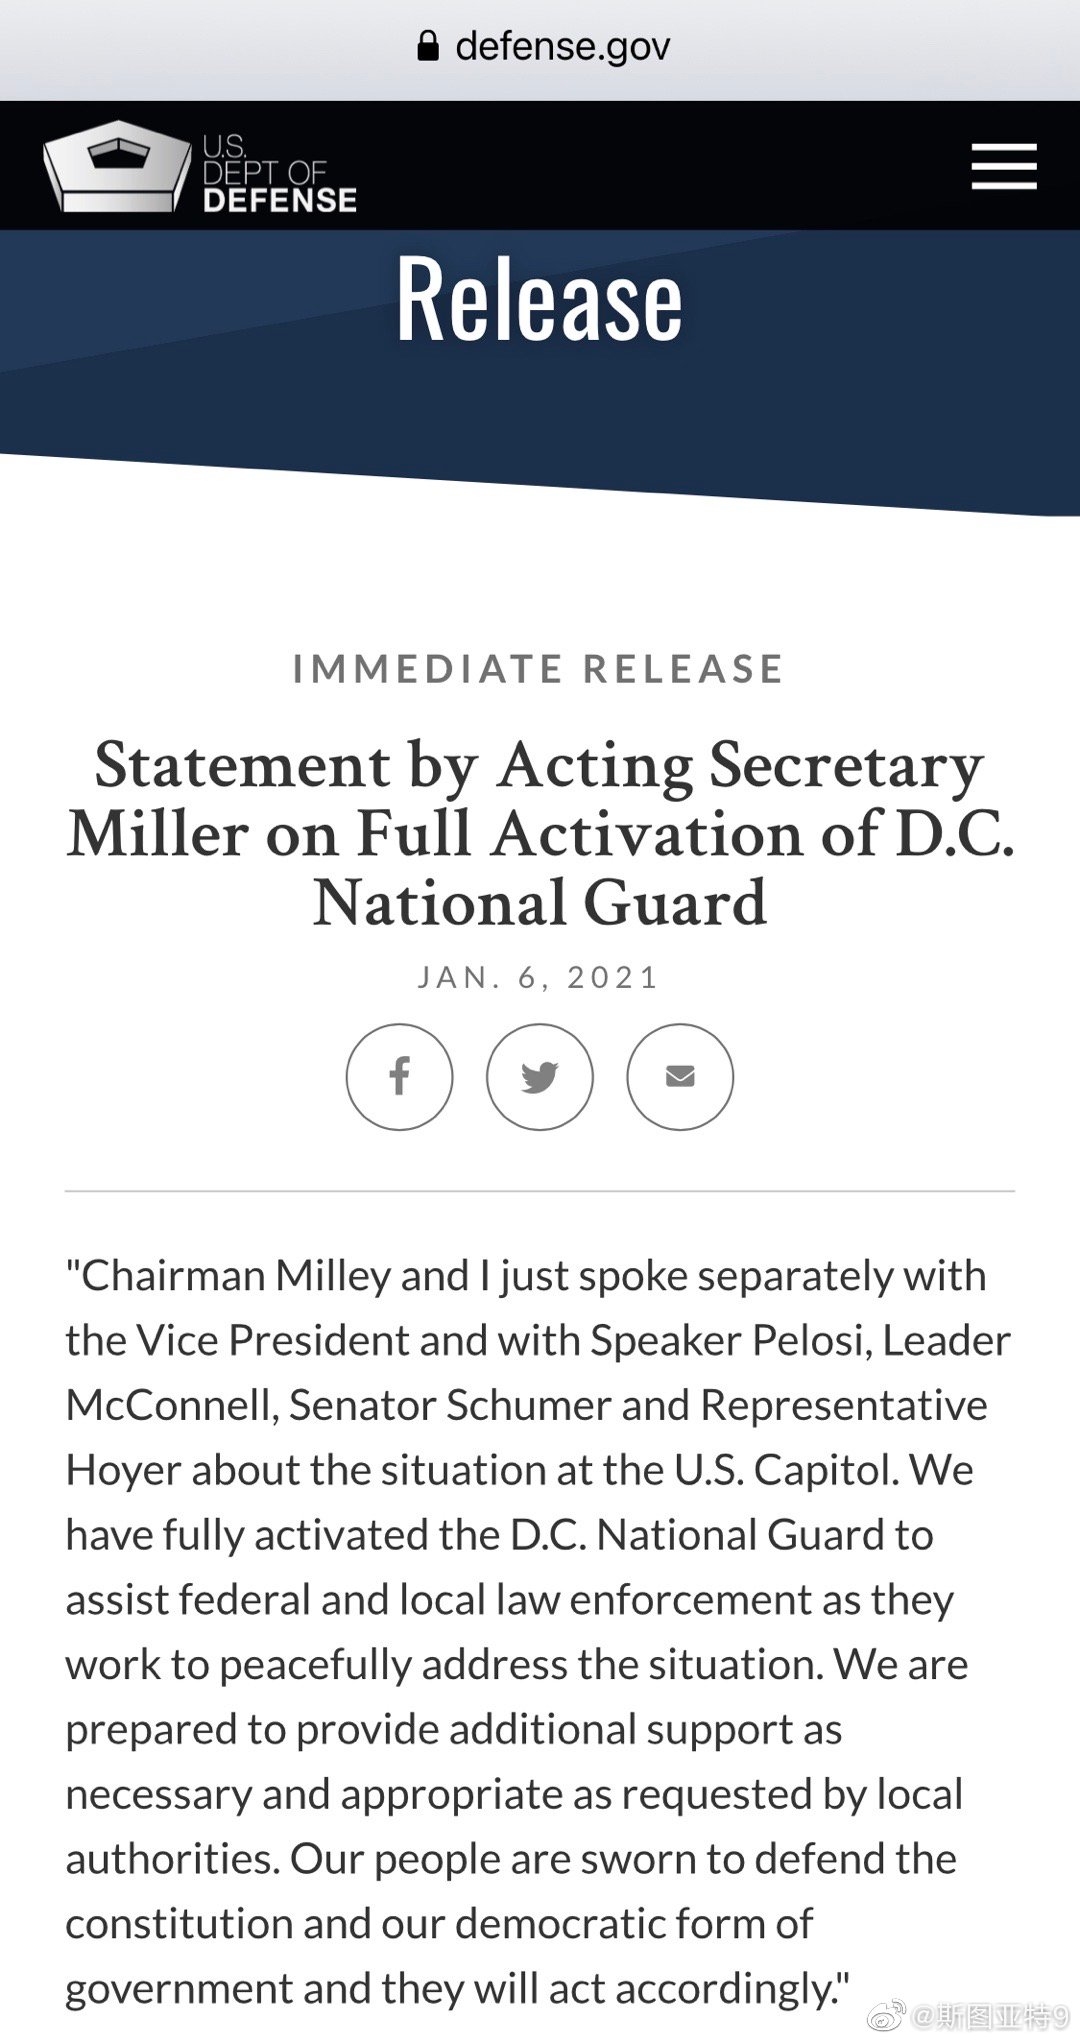 defense.gov
U.S.
DEPT OF
DEFENSE
Release
IMMEDIATE RELEASE
Statement by Acting Secretary
Miller on Full Activation of D.C.
National Guard
JAN. 6, 2021
"Chairman Milley and I just spoke separately with
the Vice President and with Speaker Pelosi, Leader
McConnell, Senator Schumer and Representative
Hoyer about the situation at the U.S. Capitol. We
have fully activated the D.C. National Guard to
assist federal and local law enforcement as they
work to peacefully address the situation. We are
prepared to provide additional support as
necessary and appropriate as requested by local
authorities. Our people are sworn to defend the
constitution and our democratic form of
government and they will act accordingly."
@斯图亚特9